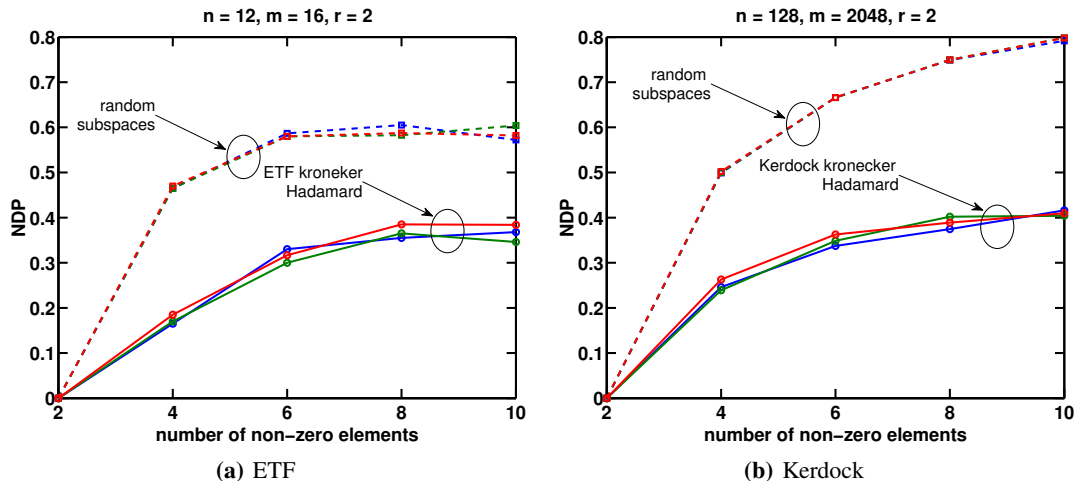 n = 12, m = 16, r = 2
0.8
0.7
0.6
0.5
0.4
0.3
0.2
0.1
0
NDP
random
subspaces
ETF kroneker
Hadamard
2 4 6 8 10
number of non-zero elements
(a) ETF
n = 128, m = 2048, r = 2
0.8
0.7
0.6
0.5
0.4
0.3
0.2
0.1
0
NDP
random
subspaces
Kerdock kronecker
Hadamard
2 4 6 8 10
number of non-zero elements
(b) Kerdock